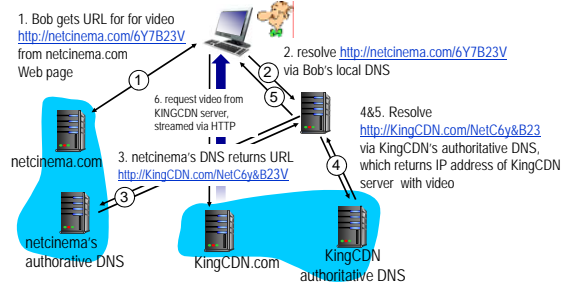 1. Bob gets URL for for video
http://netcinema.com/6Y7B23V
from netcinema.com
Web page
1
2
5
2. resolve http://netcinema.com/6Y7B23V
via Bob's local DNS
6. request video from
KINGCDN server,
streamed via HTTP
4&5. Resolve
http://KingCDN.com/NetC6y&B23
via KingCDN's authoritative DNS,
which returns IP address of KingCDN
server with video
netcinema.com
3. netcinema's DNS returns URL
http://KingCDN.com/NetC6y&B23V
3
4
netcinema's
authorative DNS
KingCDN.com
KingCDN
authoritative DNS